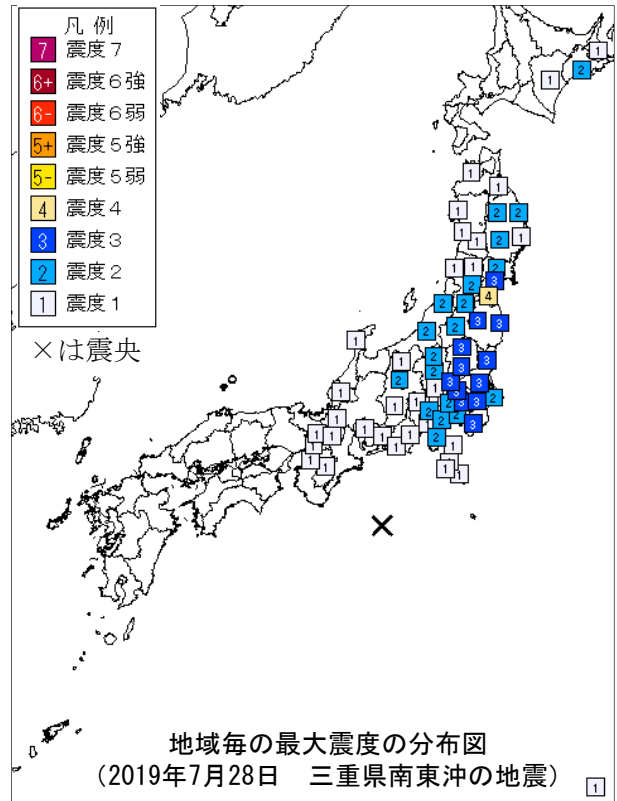 凡 例
7 震度７
6+ 震度６強
6- 震度６弱
5+ 震度５強
5- 震度５弱
4 震度４
3 震度３
2 震度２
1 震度１
×は震央
地域毎の最大震度の分布図
（2019年7月28日　三重県南東沖の地震）
1